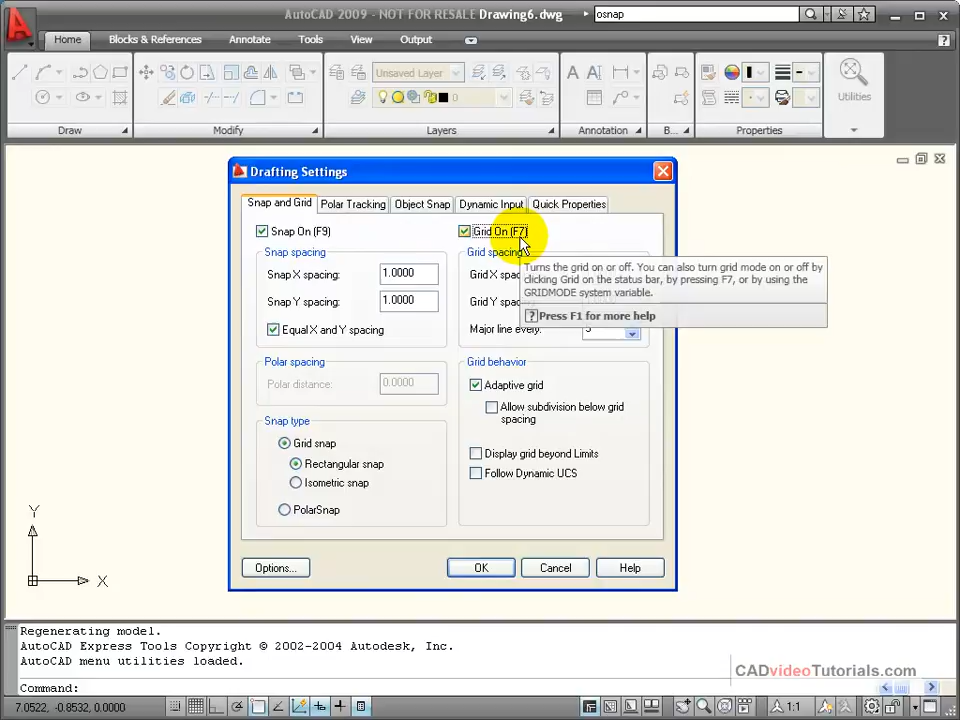 AutoCAD 2009 - NOT FOR RESALE Drawing6.dwg
osnap
Home Blocks & References Annotate Tools View Output
Unsaved Layer
0
Utilities
Draw Modify Layers Annotation B... Properties
Drafting Settings
Snap and Grid Polar Tracking Object Snap Dynamic Input Quick Properties
Snap On (F9)
Grid On (F7)
Snap spacing
Snap X spacing: 1.0000
Snap Y spacing: 1.0000
Equal X and Y spacing
Grid spacing
Grid X spac
Grid Y
Major line every: 5
Turns the grid on or off. You can also turn grid mode on or off by
clicking Grid on the status bar, by pressing F7, or by using the
GRIDMODE system variable.
Press F1 for more help
Polar spacing
Polar distance: 0.0000
Grid behavior
Adaptive grid
Allow subdivision below grid
spacing
Display grid beyond Limits
Follow Dynamic UCS
Snap type
Grid snap
Rectangular snap
Isometric snap
PolarSnap
Options... OK Cancel Help
Y
X
Regenerating model.
AutoCAD Express Tools Copyright © 2002-2004 Autodesk, Inc.
AutoCAD menu utilities loaded.
Command:
CADvideoTutorials.com
7.0522, -0.8532, 0.0000
1:1